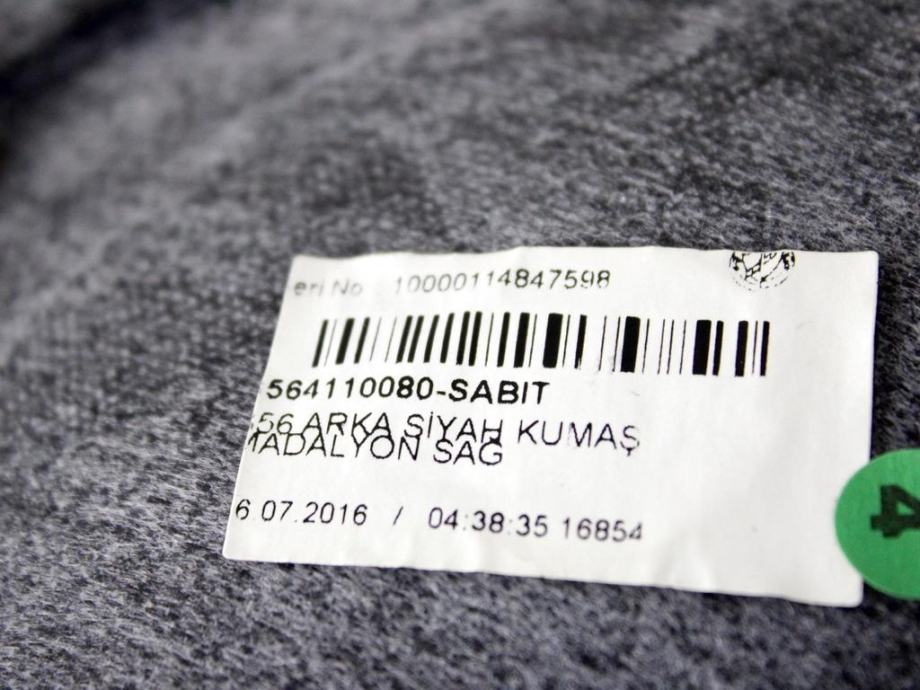 eri No 10000114847598
564110080-SABIT
56 ARKA SİYAH KUMAŞ
MADALYON SAĞ
6.07.2016 / 04:38:35 16854
4